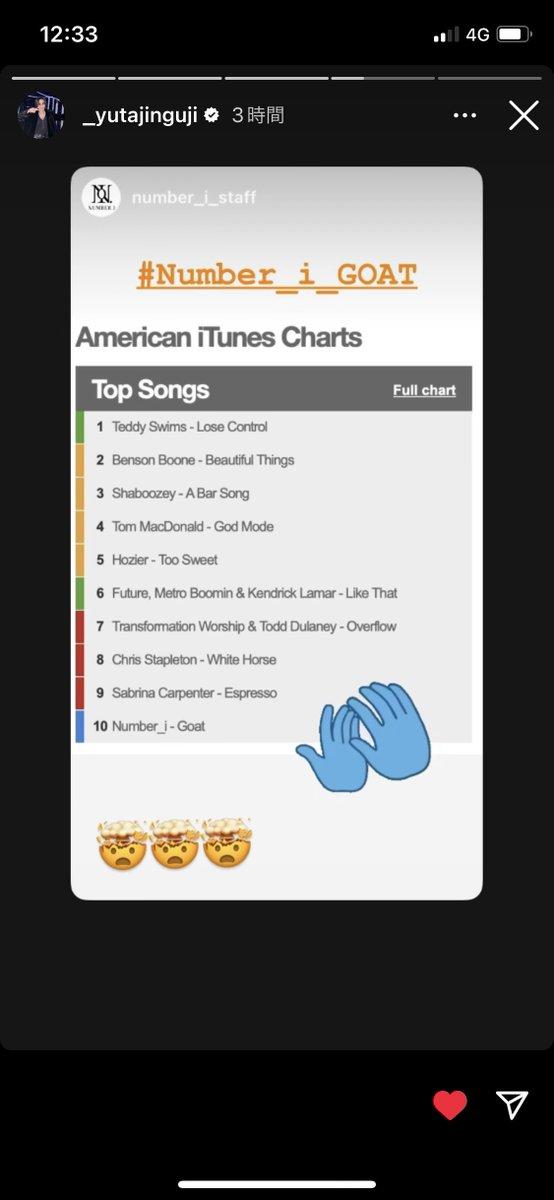 12:33
4G
_yutajinguji 3時間
NUMBER_I
number_i_staff
#Number_i_GOAT
American iTunes Charts
Top Songs Full chart
1 Teddy Swims - Lose Control
2 Benson Boone - Beautiful Things
3 Shaboozey - A Bar Song
4 Tom MacDonald - God Mode
5 Hozier - Too Sweet
6 Future, Metro Boomin & Kendrick Lamar - Like That
7 Transformation Worship & Todd Dulaney - Overflow
8 Chris Stapleton - White Horse
9 Sabrina Carpenter - Espresso
10 Number_i - Goat